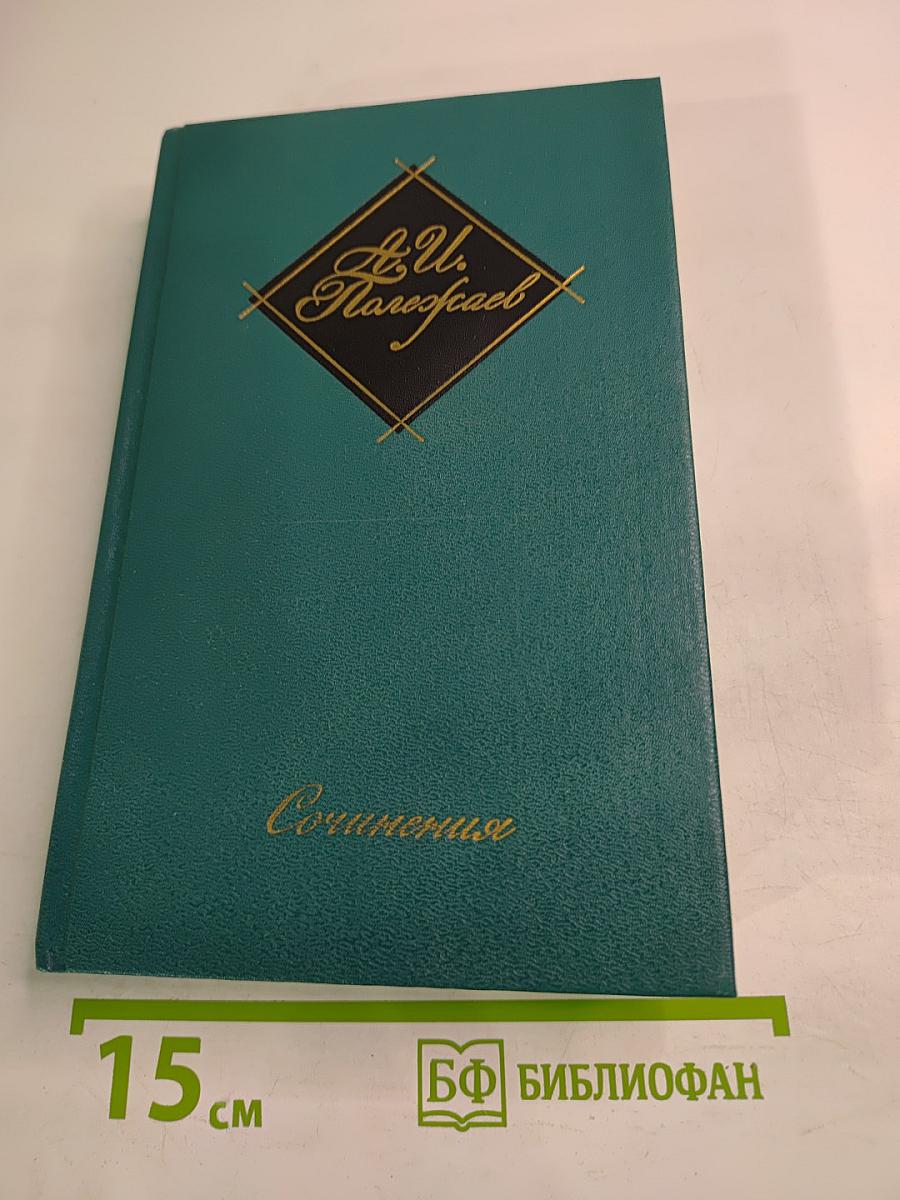 А. И.
Полежаев
Сочинения
15 см
БФ БИБЛИОФАН